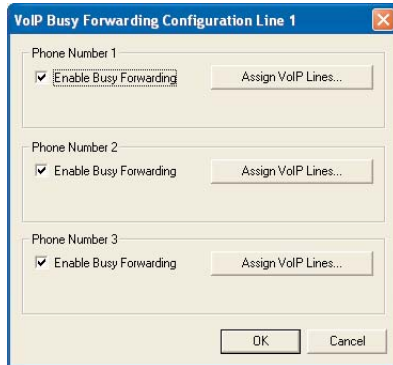 VoIP Busy Forwarding Configuration Line 1
Phone Number 1
Enable Busy Forwarding
Assign VoIP Lines...
Phone Number 2
Enable Busy Forwarding
Assign VoIP Lines...
Phone Number 3
Enable Busy Forwarding
Assign VoIP Lines...
OK
Cancel